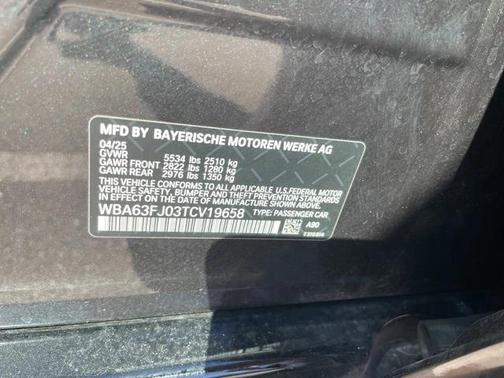 MFD BY BAYERISCHE MOTOREN WERKE AG
04/25
GVWR 5534 lbs 2510 kg
GAWR FRONT 2822 lbs 1280 kg
GAWR REAR 2976 lbs 1350 kg
THIS VEHICLE CONFORMS TO ALL APPLICABLE U.S.FEDERAL MOTOR
VEHICLE SAFETY, BUMPER AND THEFT PREVENTION STANDARDS
IN EFFECT ON THE DATE OF MANUFACTURE SHOWN ABOVE.
WBA63FJ03TCV19658 TYPE: PASSENGER CAR
A90